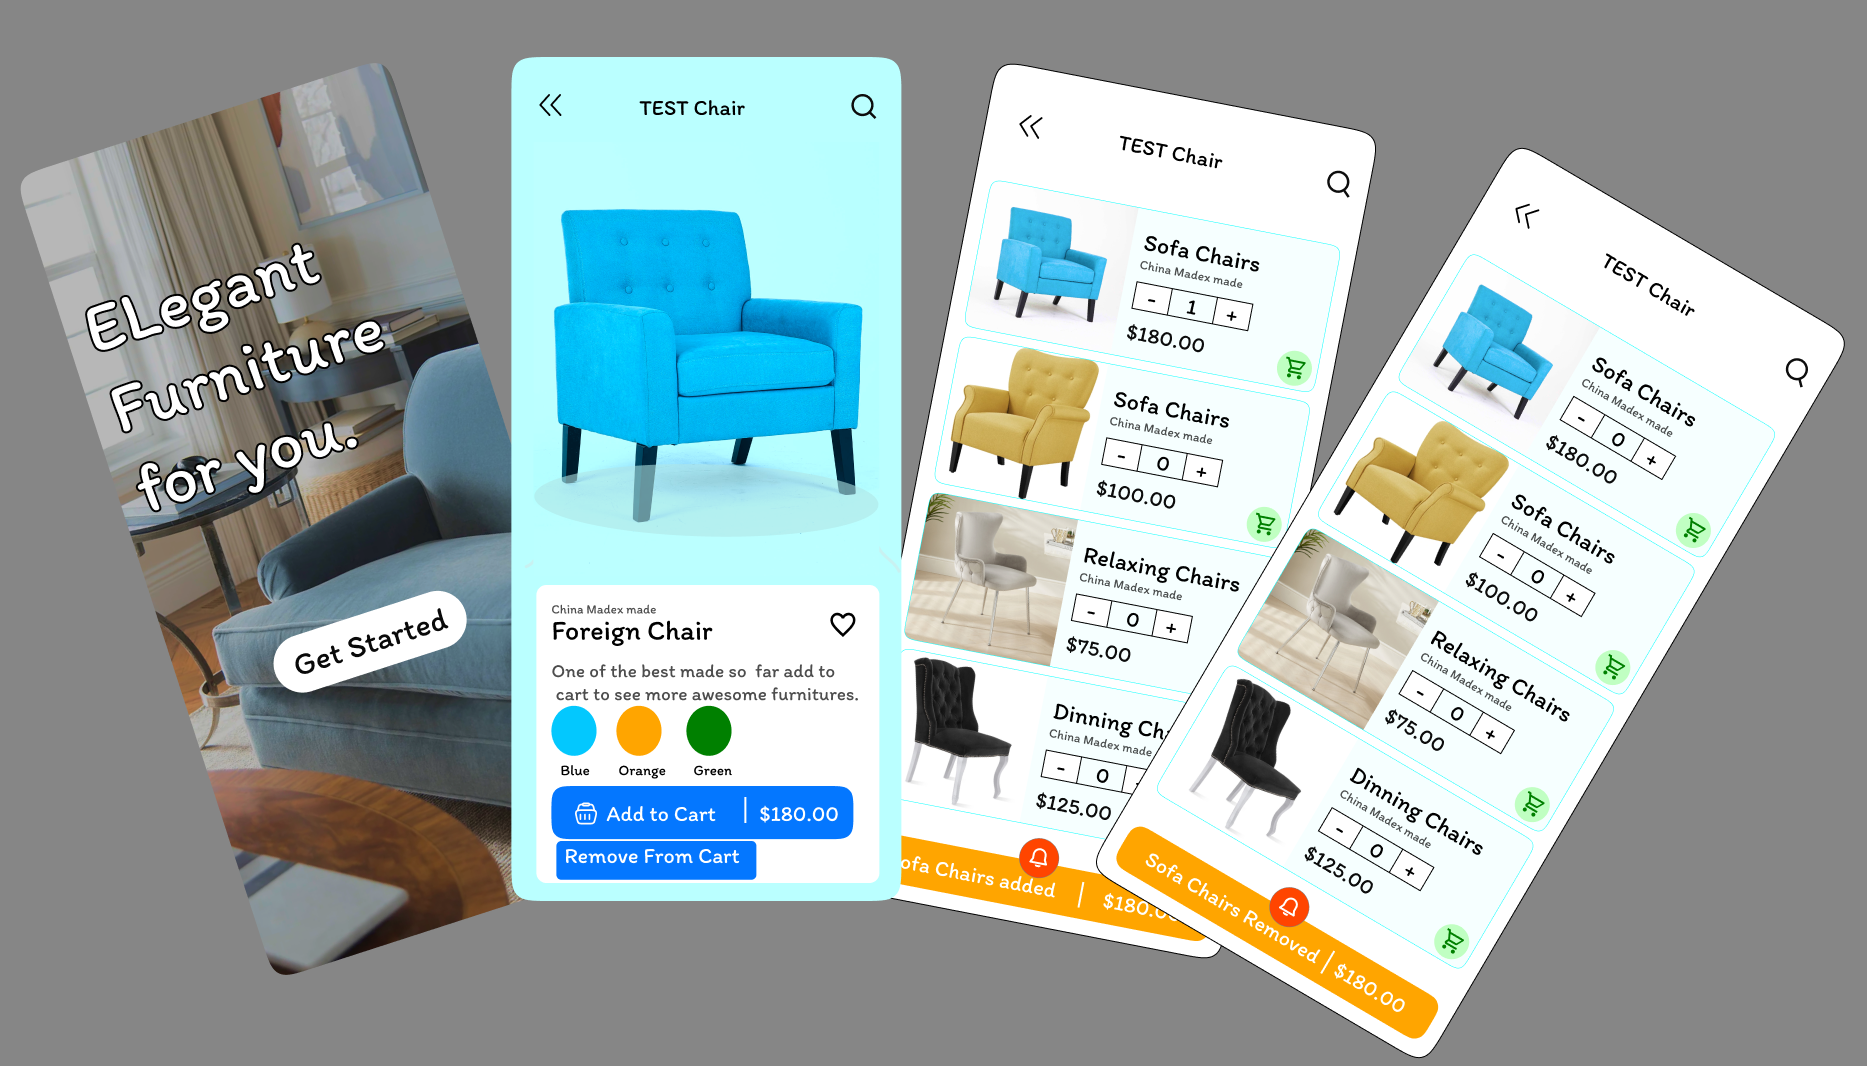 ELegant
Furniture
for you.
Get Started
TEST Chair
China Madex made
Foreign Chair
One of the best made so far add to
cart to see more awesome furnitures.
Blue Orange Green
Add to Cart | $180.00
Remove From Cart
TEST Chair
Sofa Chairs
China Madex made
- 1 +
$180.00
Sofa Chairs
China Madex made
- 0 +
$100.00
Relaxing Chairs
China Madex made
- 0 +
$75.00
Dinning Cha
China Madex made
- 0
$125.00
ofa Chairs added | $180.00
TEST Chair
Sofa Chairs
China Madex made
- 0 +
$180.00
Sofa Chairs
China Madex made
- 0 +
$100.00
Relaxing Chairs
China Madex made
- 0 +
$75.00
Dinning Chairs
China Madex made
- 0 +
$125.00
Sofa Chairs Removed | $180.00